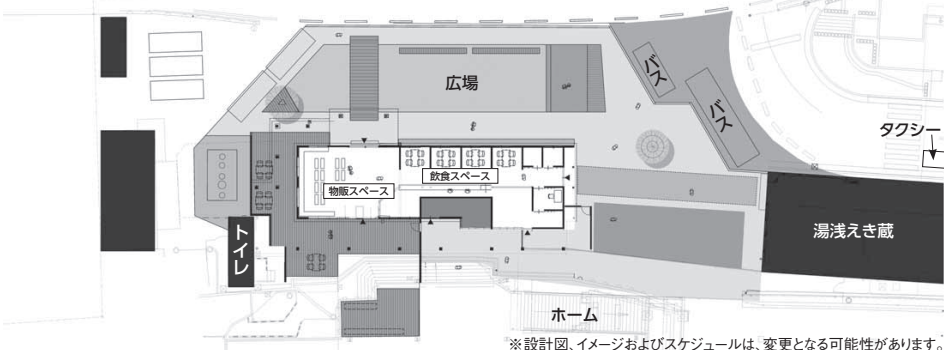 広場
バス
バス
タクシー
物販スペース
飲食スペース
トイレ
湯浅えき蔵
ホーム
※設計図、イメージおよびスケジュールは、変更となる可能性があります。